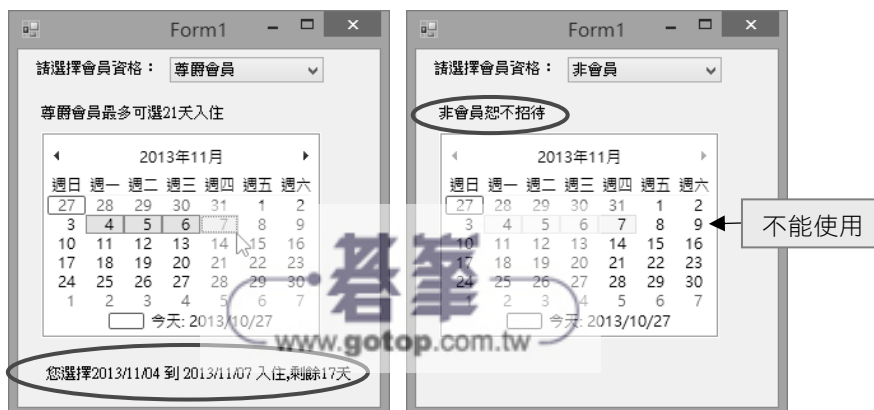 Form1
請選擇會員資格： 尊爵會員
尊爵會員最多可選21天入住
2013年11月
週日 週一 週二 週三 週四 週五 週六
27 28 29 30 31 1 2
3 4 5 6 7 8 9
10 11 12 13 14 15 16
17 18 19 20 21 22 23
24 25 26 27 28 29 30
1 2 3 4 5 6 7
今天: 2013/10/27
您選擇2013/11/04 到 2013/11/07 入住,剩餘17天
Form1
請選擇會員資格： 非會員
非會員恕不招待
2013年11月
週日 週一 週二 週三 週四 週五 週六
27 28 29 30 31 1 2
3 4 5 6 7 8 9
10 11 12 13 14 15 16
17 18 19 20 21 22 23
24 25 26 27 28 29 30
1 2 3 4 5 6 7
今天: 2013/10/27
不能使用
碁峯
www.gotop.com.tw